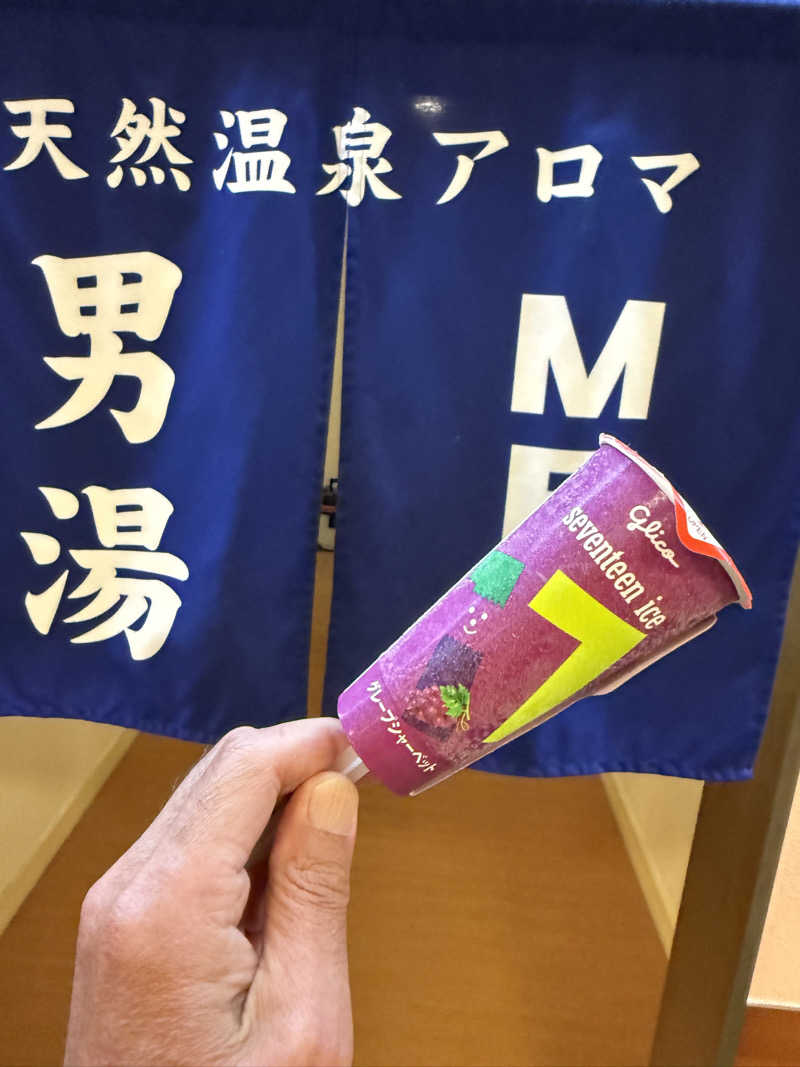 天然温泉アロマ
男湯
M
Glico
seventeen ice
グレープシャーベット
OPEN